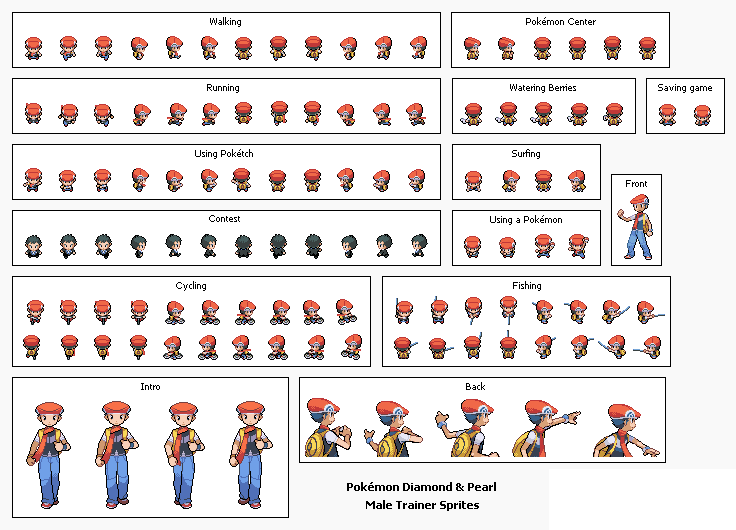 Walking
Pokémon Center
Running
Watering Berries
Saving game
Using Pokétch
Surfing
Front
Contest
Using a Pokémon
Cycling
Fishing
Intro
Back
Pokémon Diamond & Pearl
Male Trainer Sprites